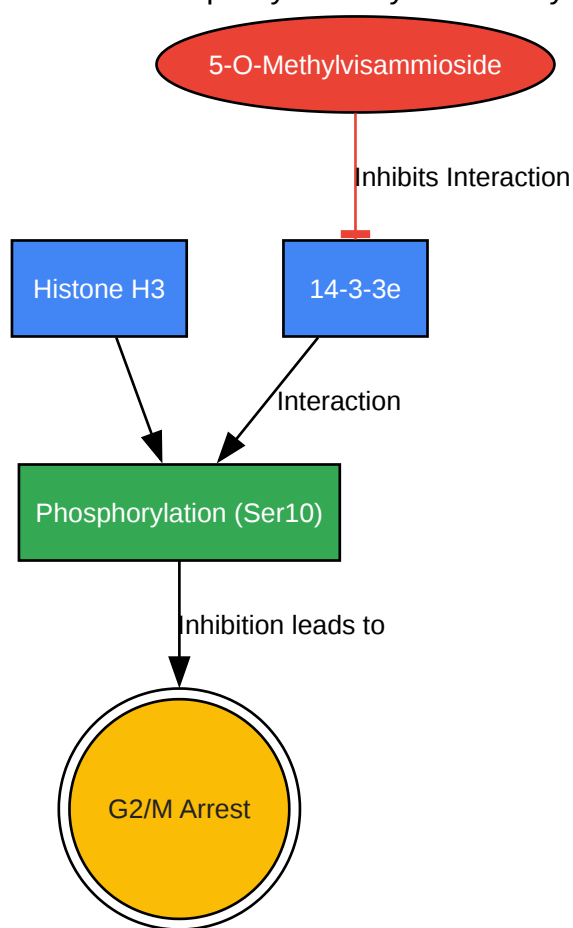 5-O-Methylvisammioside
Inhibits Interaction
Histone H3
14-3-3e
Interaction
Phosphorylation (Ser10)
Inhibition leads to
G2/M Arrest